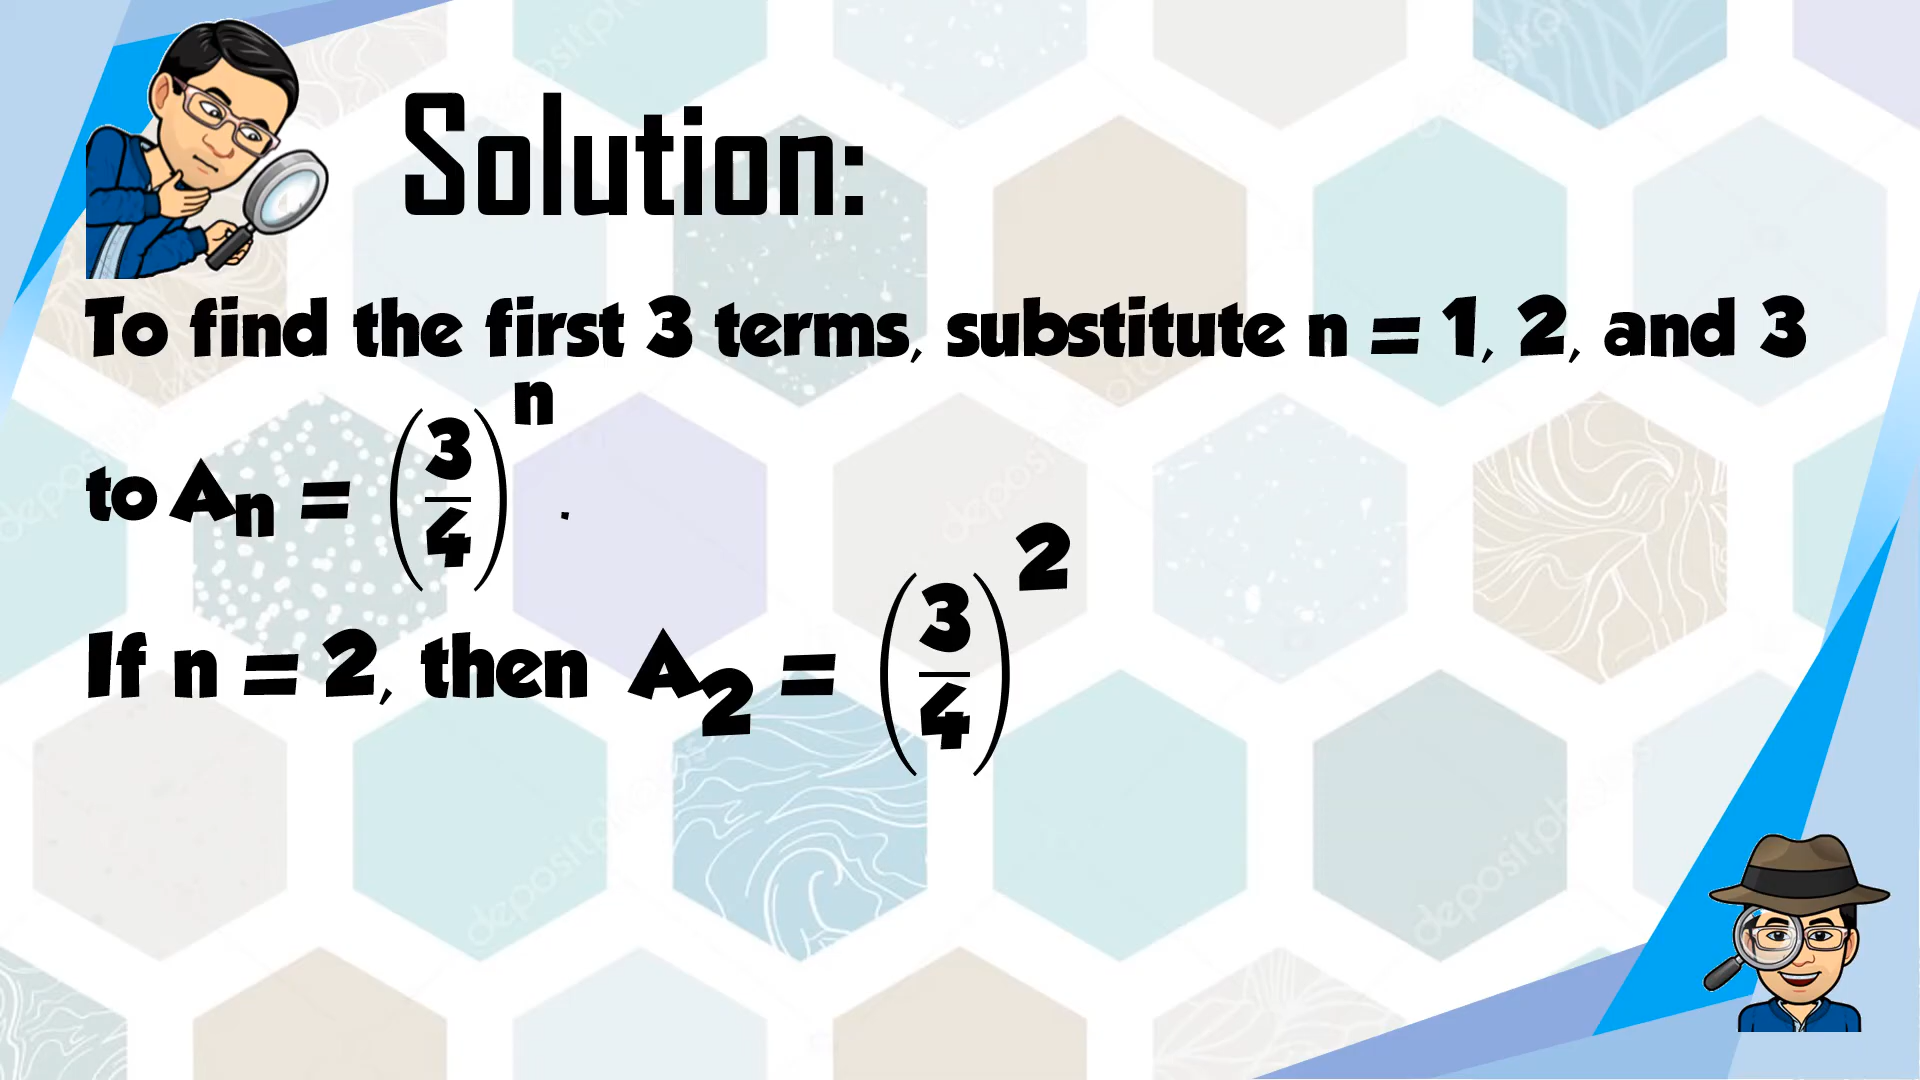 Solution:
To find the first 3 terms, substitute n = 1, 2, and 3
to Aₙ = (3/4)ⁿ .
If n = 2, then A₂ = (3/4)²
depositphotos